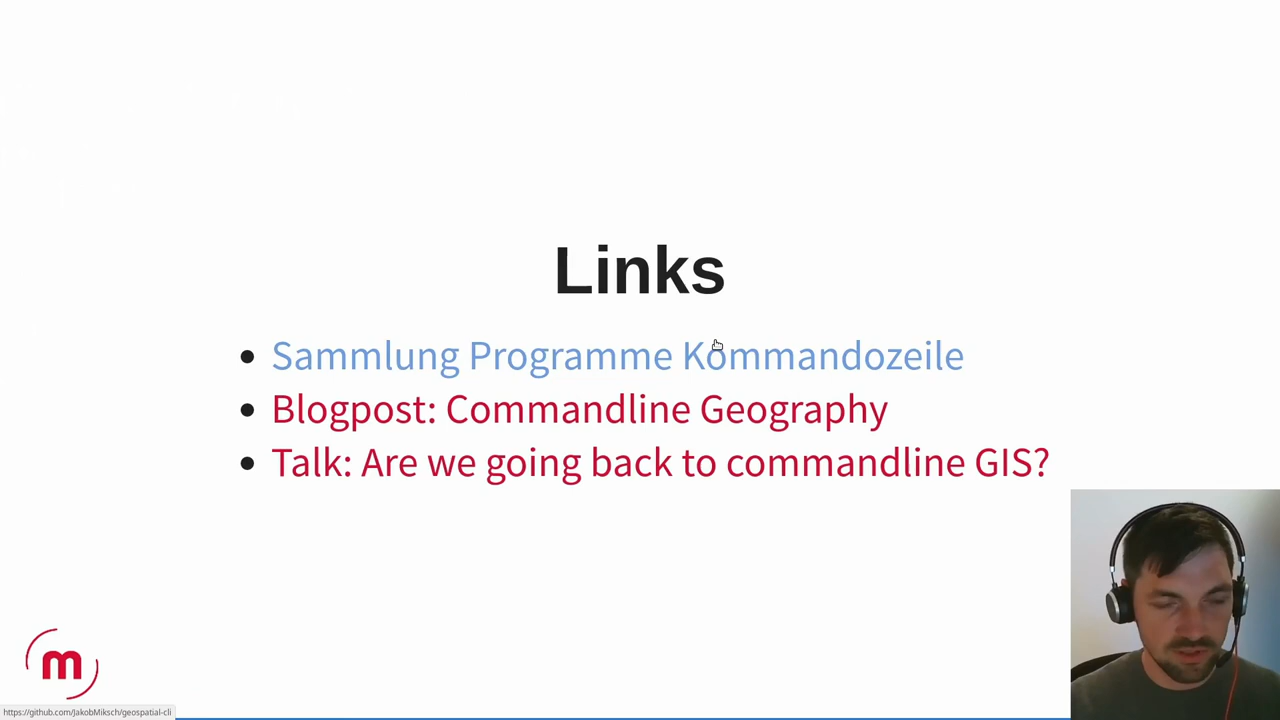 Links
Sammlung Programme Kommandozeile
Blogpost: Commandline Geography
Talk: Are we going back to commandline GIS?
m
https://github.com/JakobMiksch/geospatial-cli